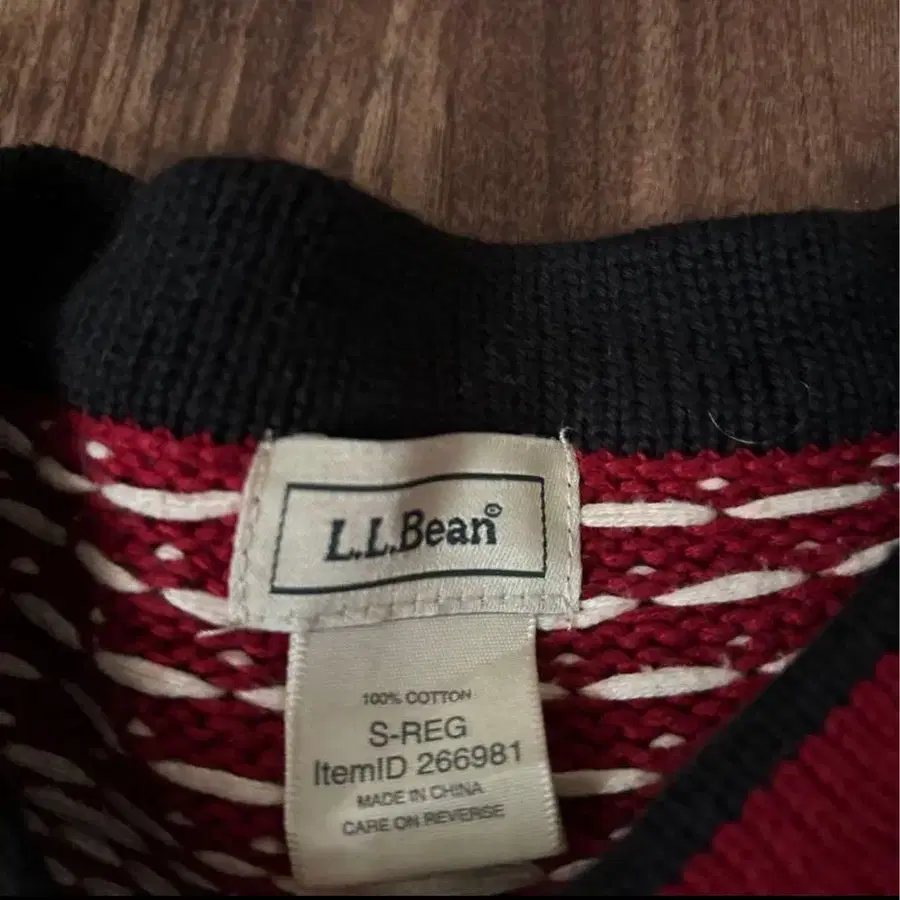 L.L.Bean®
100% COTTON
S-REG
ItemID 266981
MADE IN CHINA
CARE ON REVERSE